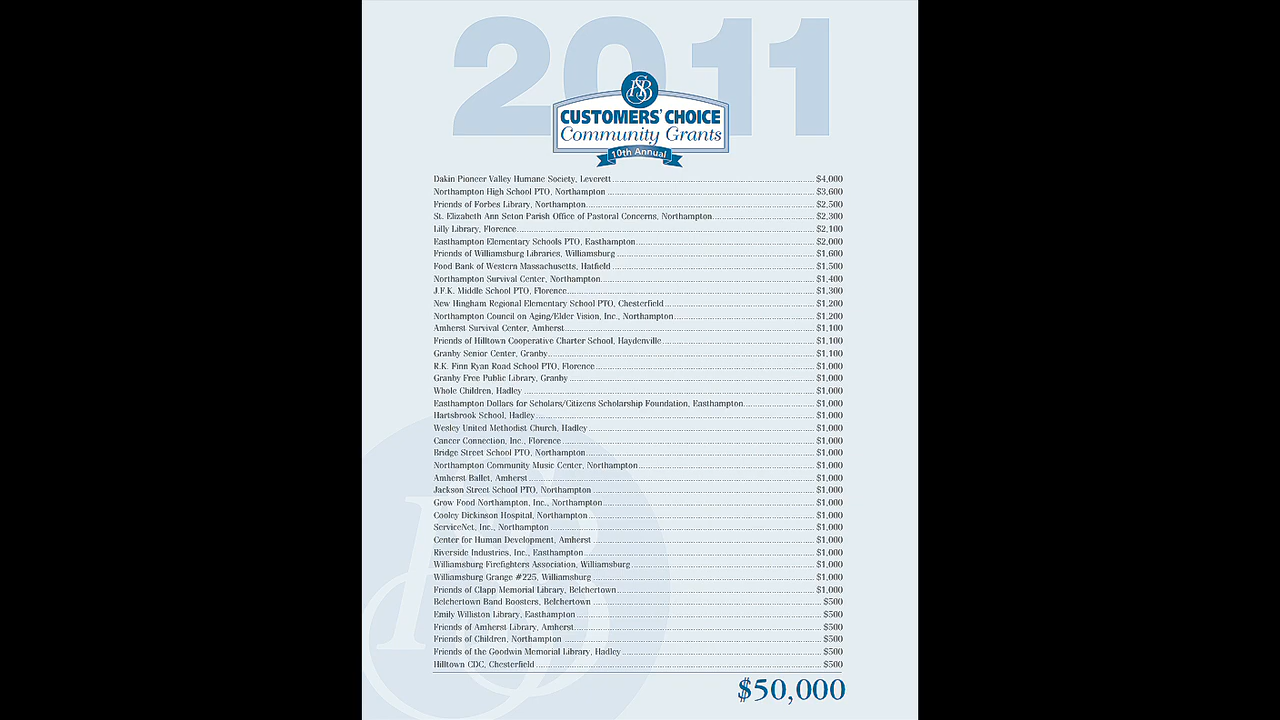 2011
NSB
CUSTOMERS' CHOICE
Community Grants
10th Annual
Dakin Pioneer Valley Humane Society, Leverett $4,000
Northampton High School PTO, Northampton $3,600
Friends of Forbes Library, Northampton $2,500
St. Elizabeth Ann Seton Parish Office of Pastoral Concerns, Northampton $2,300
Lilly Library, Florence $2,100
Easthampton Elementary Schools PTO, Easthampton $2,000
Friends of Williamsburg Libraries, Williamsburg $1,600
Food Bank of Western Massachusetts, Hatfield $1,500
Northampton Survival Center, Northampton $1,400
J.F.K. Middle School PTO, Florence $1,300
New Hingham Regional Elementary School PTO, Chesterfield $1,200
Northampton Council on Aging/Elder Vision, Inc., Northampton $1,200
Amherst Survival Center, Amherst $1,100
Friends of Hilltown Cooperative Charter School, Haydenville $1,100
Granby Senior Center, Granby $1,100
R.K. Finn Ryan Road School PTO, Florence $1,000
Granby Free Public Library, Granby $1,000
Whole Children, Hadley $1,000
Easthampton Dollars for Scholars/Citizens Scholarship Foundation, Easthampton $1,000
Hartsbrook School, Hadley $1,000
Wesley United Methodist Church, Hadley $1,000
Cancer Connection, Inc., Florence $1,000
Bridge Street School PTO, Northampton $1,000
Northampton Community Music Center, Northampton $1,000
Amherst Ballet, Amherst $1,000
Jackson Street School PTO, Northampton $1,000
Grow Food Northampton, Inc., Northampton $1,000
Cooley Dickinson Hospital, Northampton $1,000
ServiceNet, Inc., Northampton $1,000
Center for Human Development, Amherst $1,000
Riverside Industries, Inc., Easthampton $1,000
Williamsburg Firefighters Association, Williamsburg $1,000
Williamsburg Grange #225, Williamsburg $1,000
Friends of Clapp Memorial Library, Belchertown $1,000
Belchertown Band Boosters, Belchertown $500
Emily Williston Library, Easthampton $500
Friends of Amherst Library, Amherst $500
Friends of Children, Northampton $500
Friends of the Goodwin Memorial Library, Hadley $500
Hilltown CDC, Chesterfield $500
$50,000